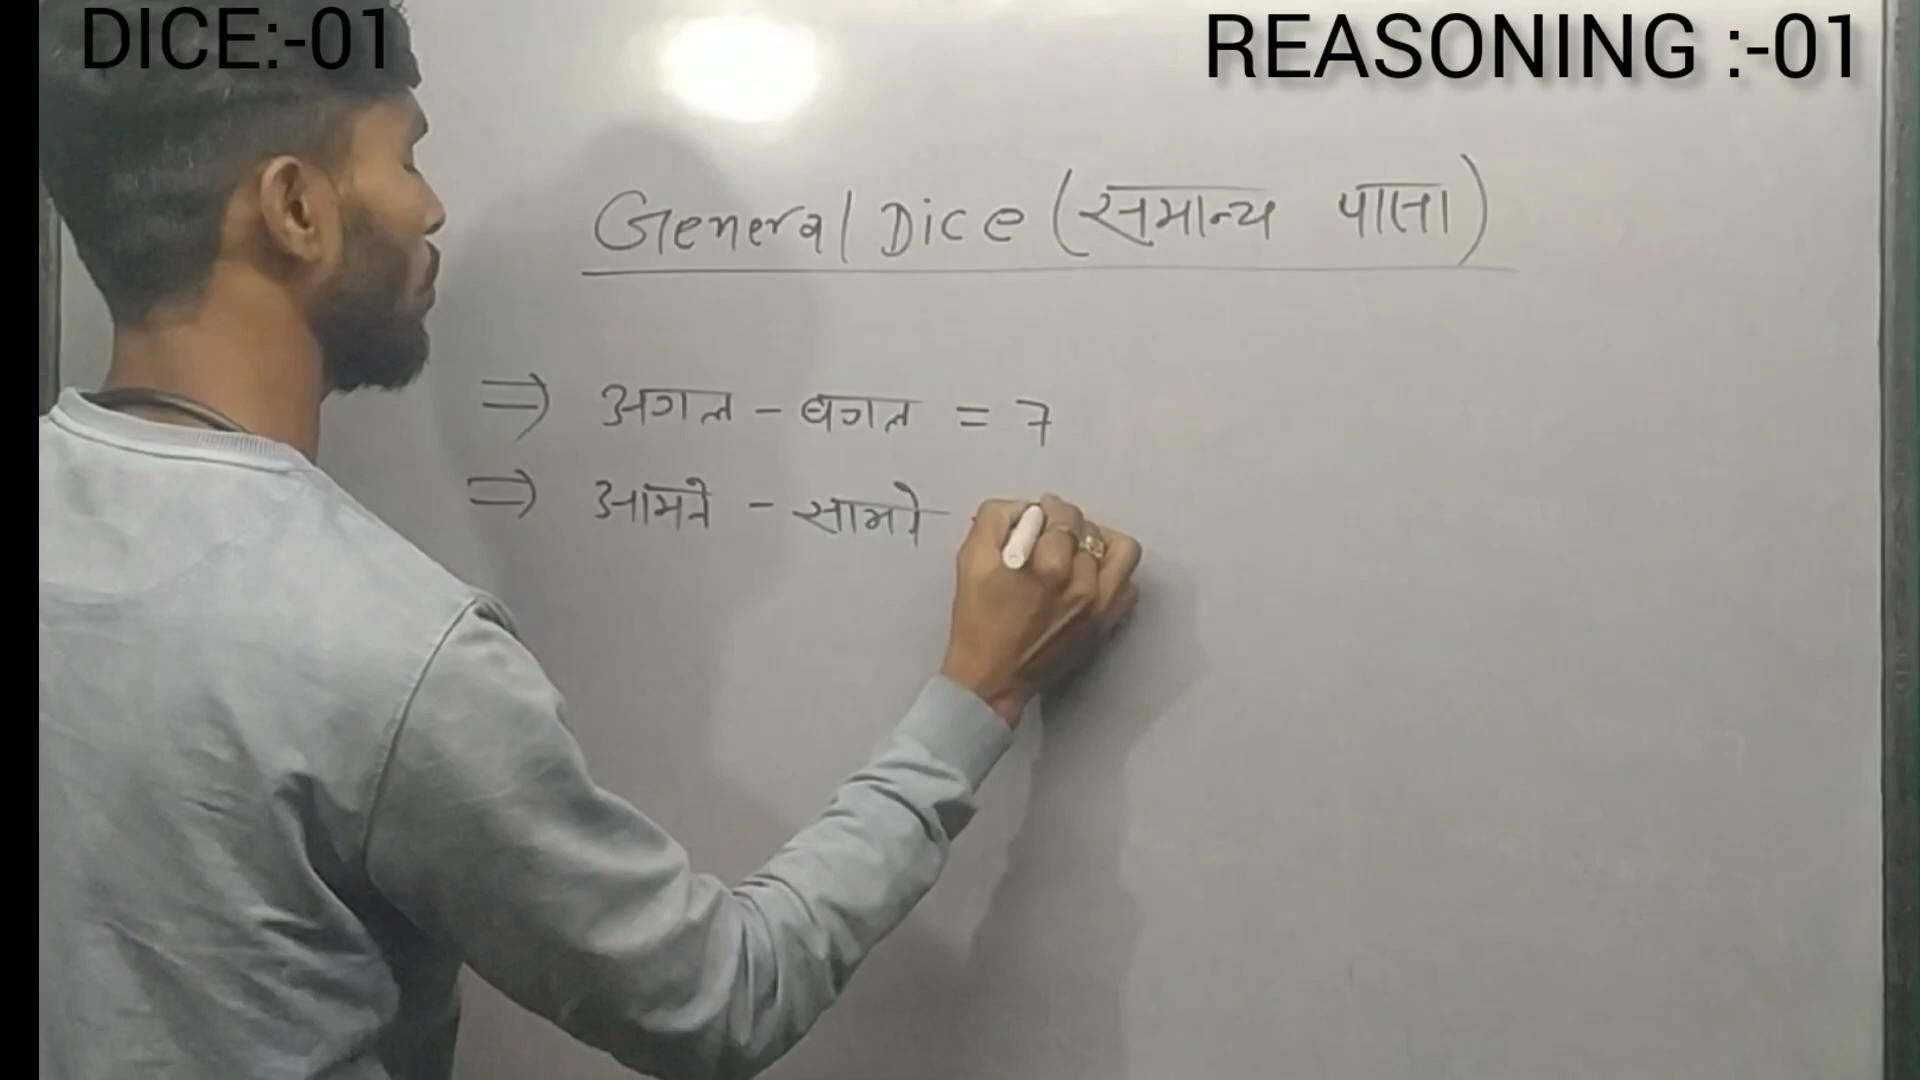 DICE:-01
REASONING :-01
General Dice (समान्य पासा)
⇒ अगल - बगल = 7
⇒ आमने - सामने